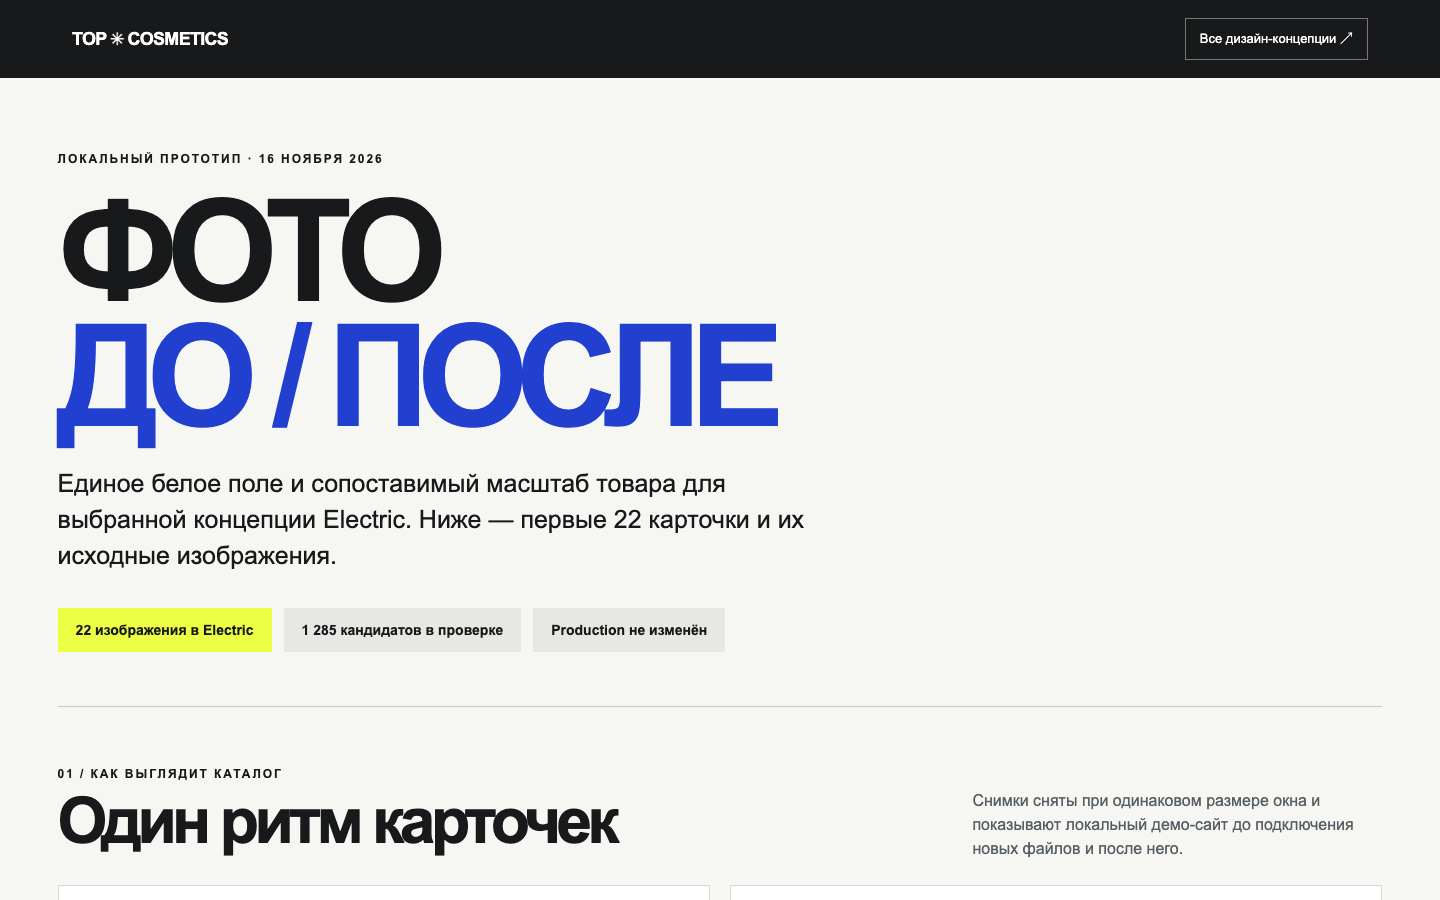 TOP ✳ COSMETICS
Все дизайн-концепции ↗
ЛОКАЛЬНЫЙ ПРОТОТИП · 16 НОЯБРЯ 2026
ФОТО
ДО / ПОСЛЕ
Единое белое поле и сопоставимый масштаб товара для
выбранной концепции Electric. Ниже — первые 22 карточки и их
исходные изображения.
22 изображения в Electric
1 285 кандидатов в проверке
Production не изменён
01 / КАК ВЫГЛЯДИТ КАТАЛОГ
Один ритм карточек
Снимки сняты при одинаковом размере окна и
показывают локальный демо-сайт до подключения
новых файлов и после него.